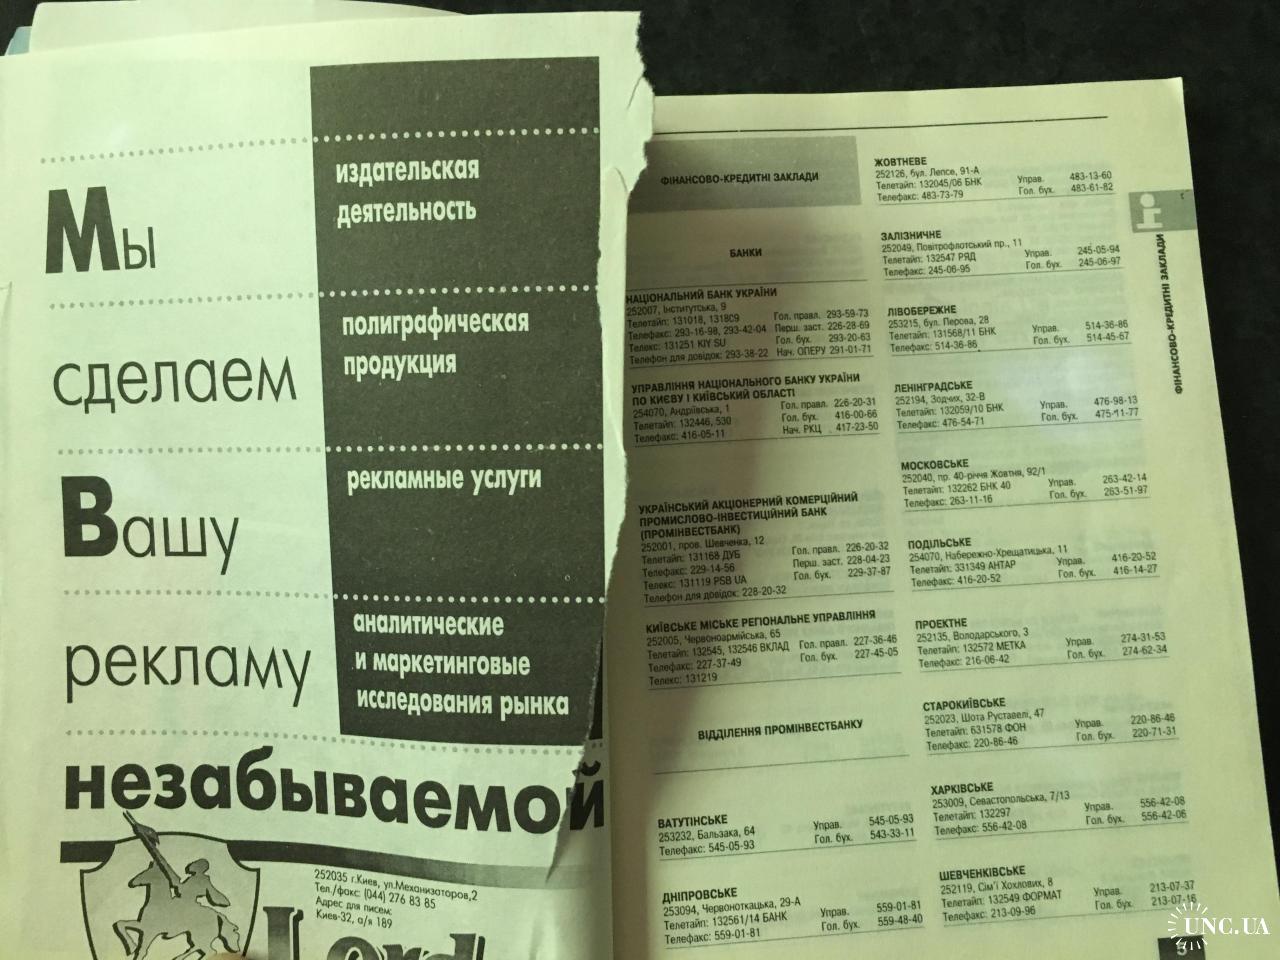 Мы
сделаем
Вашу
рекламу
незабываемой
издательская
деятельность
полиграфическая
продукция
рекламные услуги
аналитические
и маркетинговые
исследования рынка
252035 г.Киев, ул.Механизаторов,2
Тел./факс: (044) 276 83 85
Адрес для писем:
Киев-32, а/я 189
Lord
ФІНАНСОВО-КРЕДИТНІ ЗАКЛАДИ
БАНКИ
НАЦІОНАЛЬНИЙ БАНК УКРАЇНИ
252007, Інститутська, 9
Телетайп: 131018, 131809 Гол. правл. 293-59-73
Телефакс: 293-16-98, 293-42-04 Перш. заст. 226-28-69
Телекс: 131251 KIY SU Гол. бух. 293-20-63
Телефон для довідок: 293-38-22 Нач. ОПЕРУ 291-01-71
УПРАВЛІННЯ НАЦІОНАЛЬНОГО БАНКУ УКРАЇНИ
ПО КИЄВУ І КИЇВСЬКИЙ ОБЛАСТІ
254070, Андріївська, 1 Гол. правл. 226-20-31
Телетайп: 132446, 530 Гол. бух. 416-00-66
Телефакс: 416-05-11 Нач. РКЦ 417-23-50
УКРАЇНСЬКИЙ АКЦІОНЕРНИЙ КОМЕРЦІЙНИЙ
ПРОМИСЛОВО-ІНВЕСТИЦІЙНИЙ БАНК
(ПРОМІНВЕСТБАНК)
252001, пров. Шевченка, 12
Телетайп: 131168 ДУБ Гол. правл. 226-20-32
Телефакс: 229-14-56 Перш. заст. 228-04-23
Телекс: 131119 PSB UA Гол. бух. 229-37-87
Телефон для довідок: 228-20-32
КИЇВСЬКЕ МІСЬКЕ РЕГІОНАЛЬНЕ УПРАВЛІННЯ
252005, Червоноармійська, 65
Телетайп: 132545, 132546 ВКЛАД Гол. правл. 227-36-46
Телефакс: 227-37-49 Гол. бух. 227-45-05
Телекс: 131219
ВІДДІЛЕННЯ ПРОМІНВЕСТБАНКУ
ВАТУТІНСЬКЕ
253232, Бальзака, 64 Управ. 545-05-93
Телефакс: 545-05-93 Гол. бух. 543-33-11
ДНІПРОВСЬКЕ
253094, Червоноткацька, 29-А
Телетайп: 132561/14 БАНК Управ. 559-01-81
Телефакс: 559-01-81 Гол. бух. 559-48-40
ЖОВТНЕВЕ
252126, бул. Лепсе, 91-А
Телетайп: 132045/06 БНК Управ. 483-13-60
Телефакс: 483-73-79 Гол. бух. 483-61-82
ЗАЛІЗНИЧНЕ
252049, Повітрофлотський пр., 11
Телетайп: 132547 РЯД Управ. 245-05-94
Телефакс: 245-06-95 Гол. бух. 245-06-97
ЛІВОБЕРЕЖНЕ
253215, бул. Перова, 28
Телетайп: 131568/11 БНК Управ. 514-36-86
Телефакс: 514-36-86 Гол. бух. 514-45-67
ЛЕНІНГРАДСЬКЕ
252194, Зодчих, 32-В
Телетайп: 132059/10 БНК Управ. 476-98-13
Телефакс: 476-54-71 Гол. бух. 475-11-77
МОСКОВСЬКЕ
252040, пр. 40-річчя Жовтня, 92/1
Телетайп: 132262 БНК 40 Управ. 263-42-14
Телефакс: 263-11-16 Гол. бух. 263-51-97
ПОДІЛЬСЬКЕ
254070, Набережно-Хрещатицька, 11
Телетайп: 331349 АНТАР Управ. 416-20-52
Телефакс: 416-20-52 Гол. бух. 416-14-27
ПРОЕКТНЕ
252135, Володарського, 3
Телетайп: 132572 МЕТКА Управ. 274-31-53
Телефакс: 216-06-42 Гол. бух. 274-62-34
СТАРОКИЇВСЬКЕ
252023, Шота Руставелі, 47
Телетайп: 631578 ФОН Управ. 220-86-46
Телефакс: 220-86-46 Гол. бух. 220-71-31
ХАРКІВСЬКЕ
253009, Севастопольська, 7/13
Телетайп: 132297 Управ. 556-42-08
Телефакс: 556-42-08 Гол. бух. 556-42-06
ШЕВЧЕНКІВСЬКЕ
252119, Сім'ї Хохлових, 8
Телетайп: 132549 ФОРМАТ Управ. 213-07-37
Телефакс: 213-09-96 Гол. бух. 213-07-16
i
ФІНАНСОВО-КРЕДИТНІ ЗАКЛАДИ
5
UNC.UA